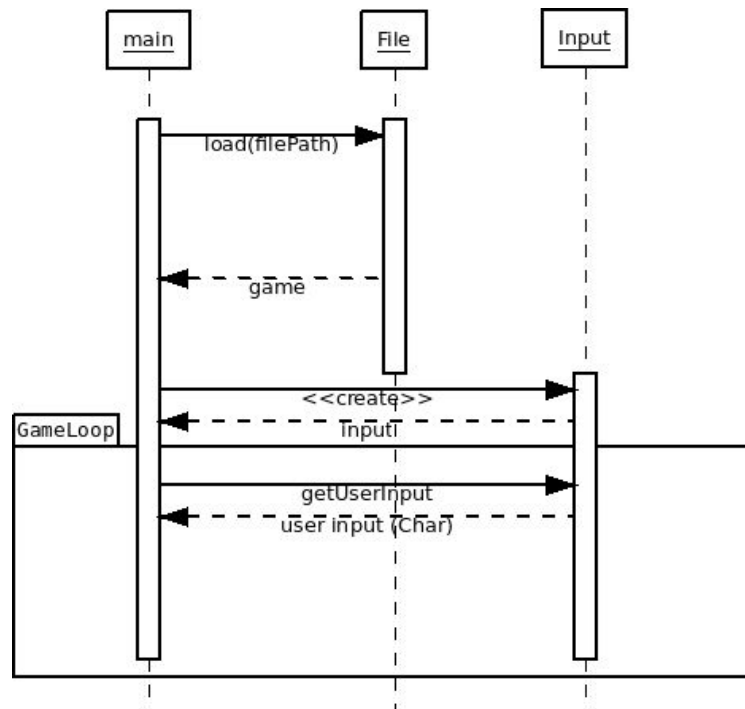 main
File
Input
load(filePath)
game
<<create>>
input
GameLoop
getUserInput
user input (Char)